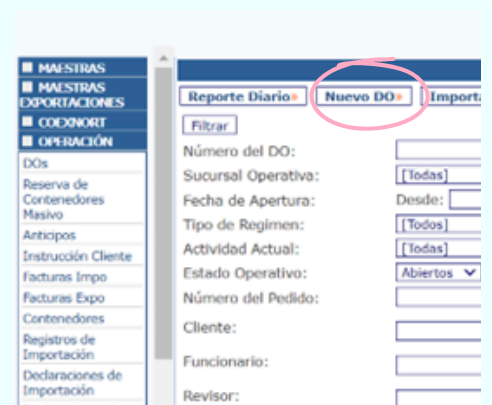 MAESTRAS
MAESTRAS
EXPORTACIONES
COEXNORT
OPERACIÓN
DOs
Reserva de
Contenedores
Masivo
Anticipos
Instrucción Cliente
Facturas Impo
Facturas Expo
Contenedores
Registros de
Importación
Declaraciones de
Importación
Reporte Diario» Nuevo DO» Importa
Filtrar
Número del DO:
Sucursal Operativa: [Todas]
Fecha de Apertura: Desde:
Tipo de Regimen: [Todos]
Actividad Actual: [Todas]
Estado Operativo: Abiertos
Número del Pedido:
Cliente:
Funcionario:
Revisor: